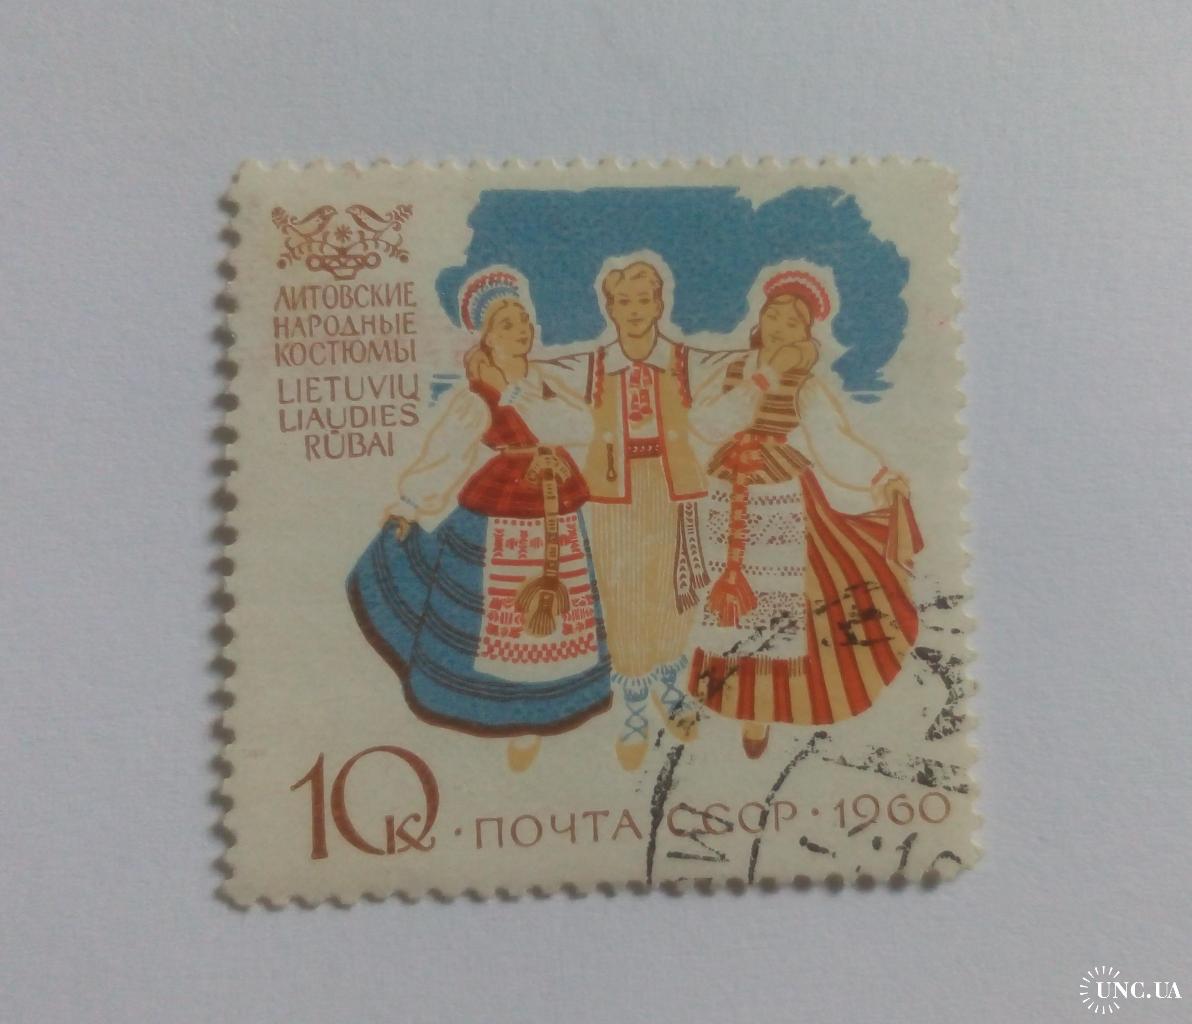 ЛИТОВСКИЕ
НАРОДНЫЕ
КОСТЮМЫ
LIETUVIŲ
LIAUDIES
RŪBAI
10к · ПОЧТА СССР · 1960
UNC.UA